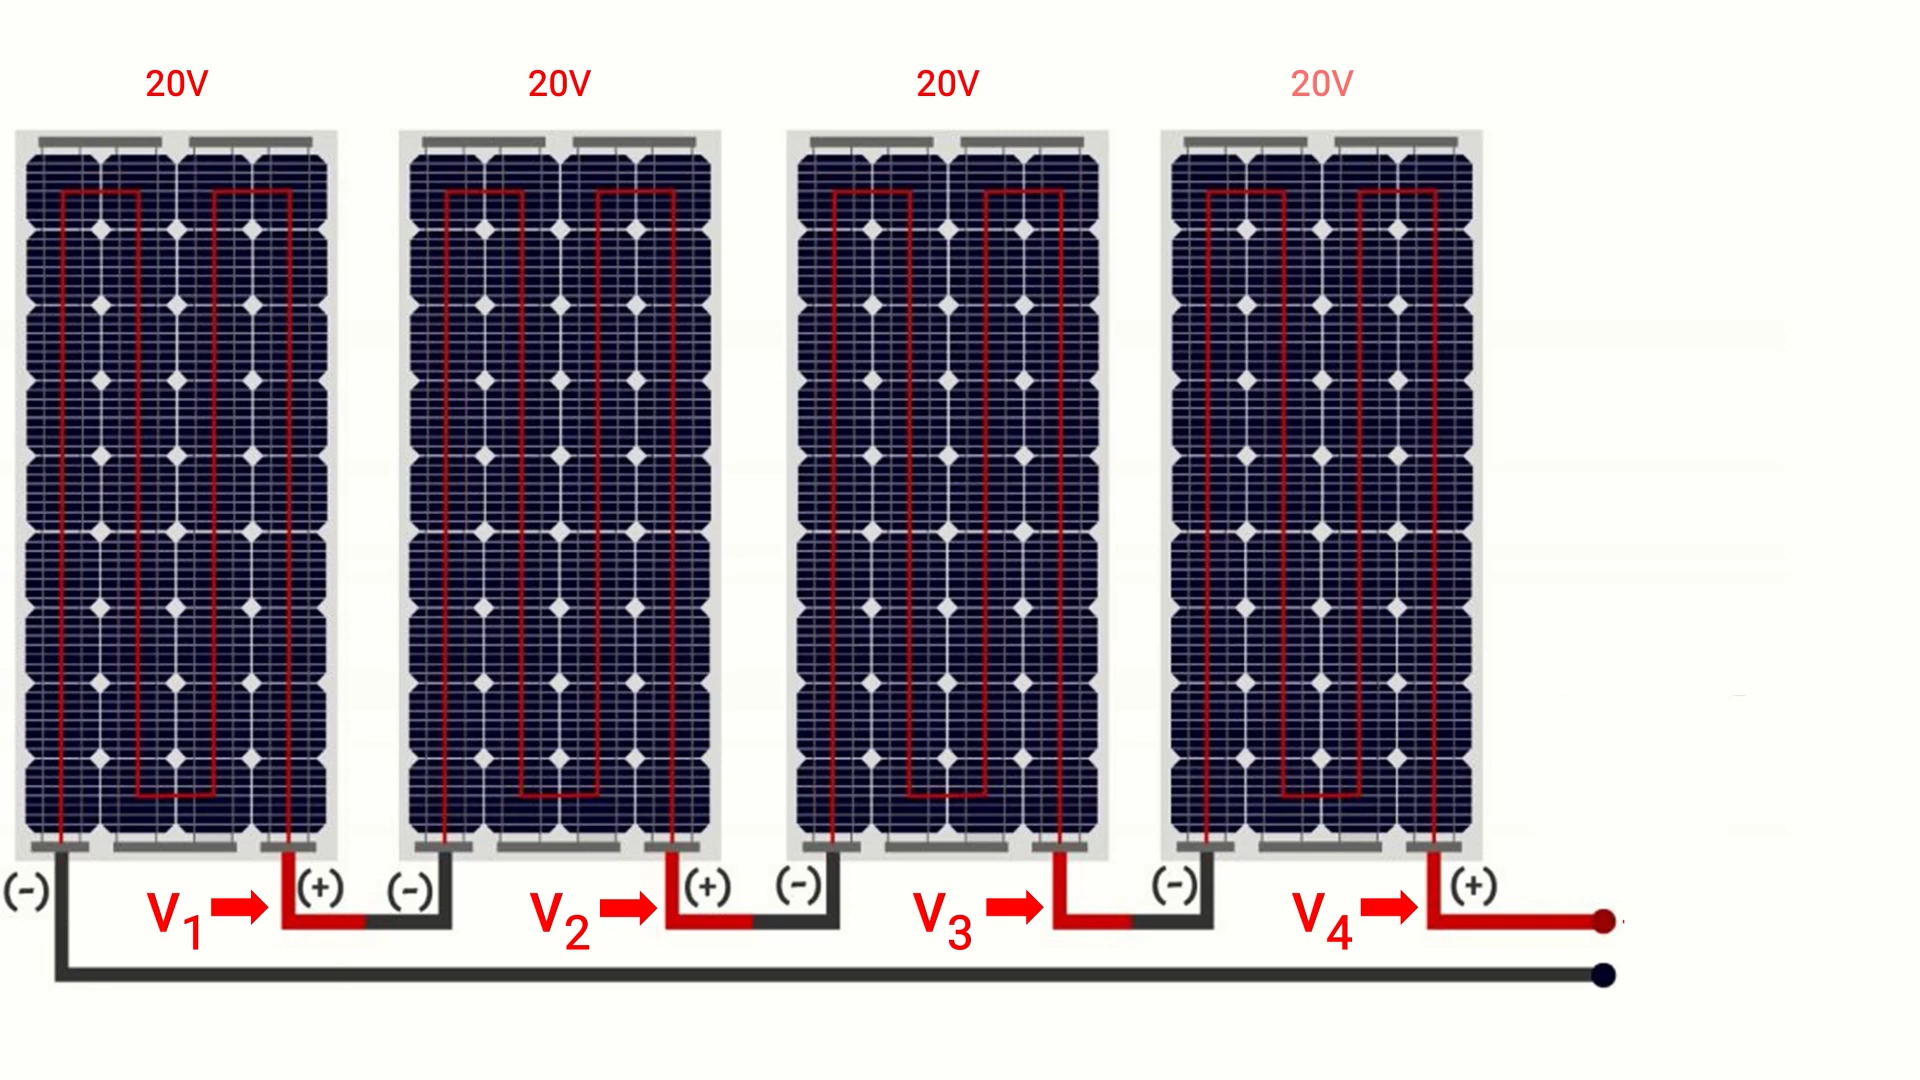 20V 20V 20V 20V
(-) (+) (-) (+) (-) (+) (-) (+)
V1 V2 V3 V4